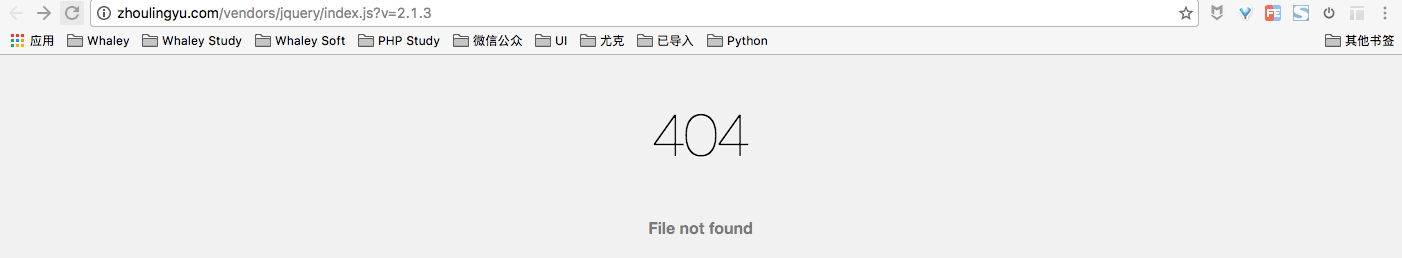 zhoulingyu.com/vendors/jquery/index.js?v=2.1.3
应用 Whaley Whaley Study Whaley Soft PHP Study 微信公众 UI 尤克 已导入 Python 其他书签
404
File not found